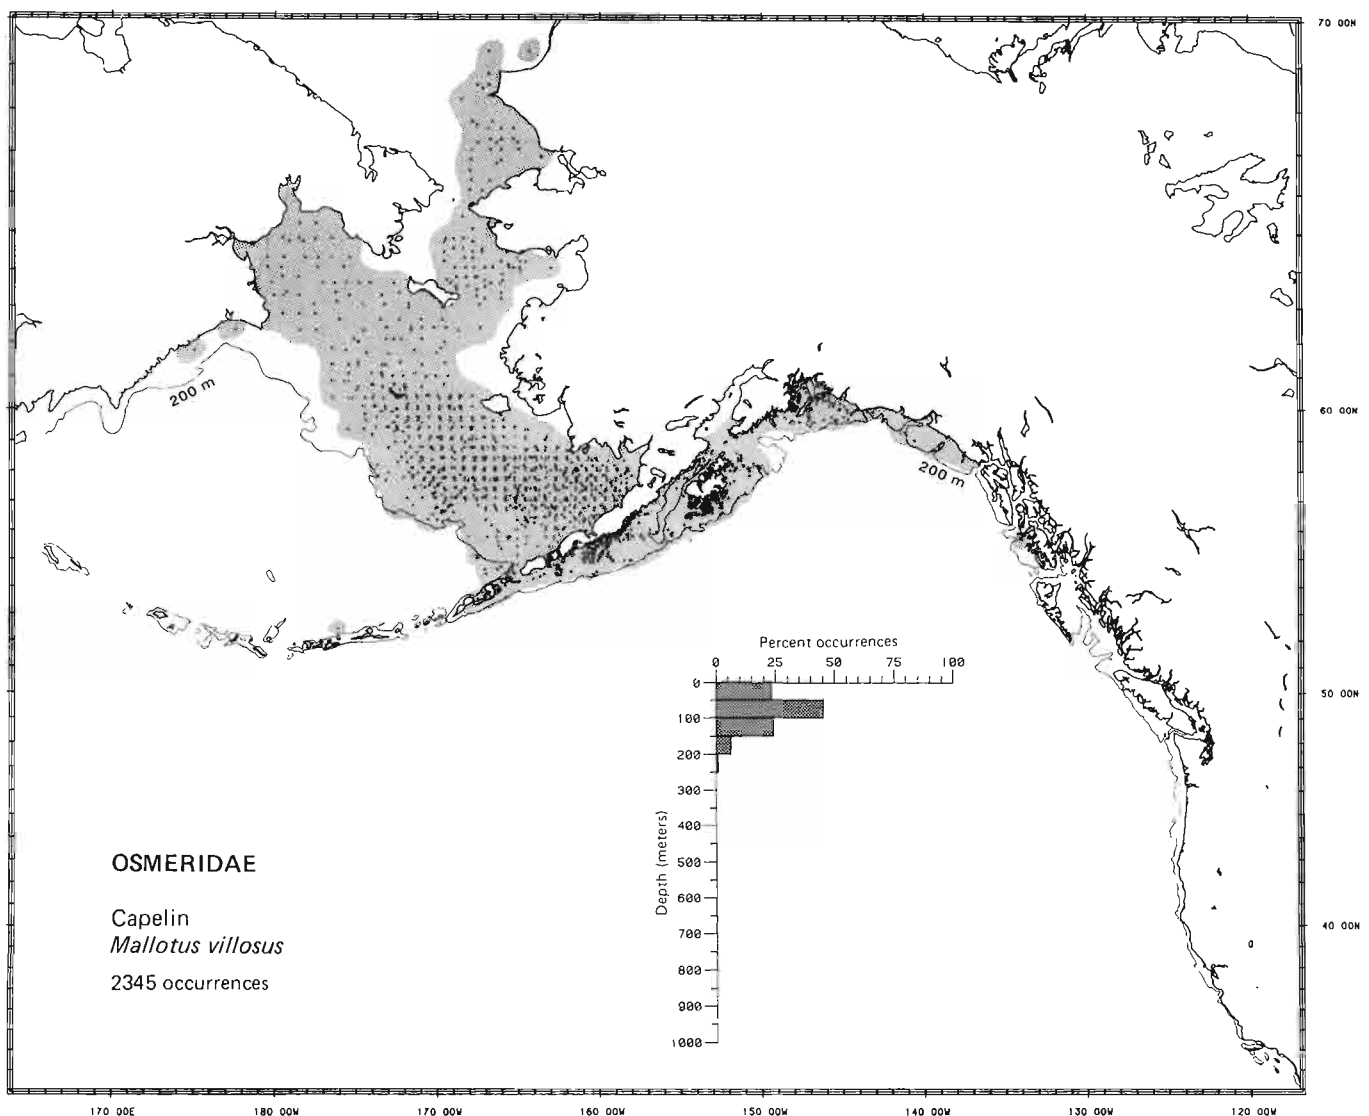 70 00N
200 m
60 00N
200 m
Percent occurrences
0 25 50 75 100
0
50 00N
100
200
300
400
Depth (meters)
500
600
700
800
900
1000
OSMERIDAE
Capelin
Mallotus villosus
2345 occurrences
40 00N
170 00E 180 00W 170 00W 160 00W 150 00W 140 00W 130 00W 120 00W